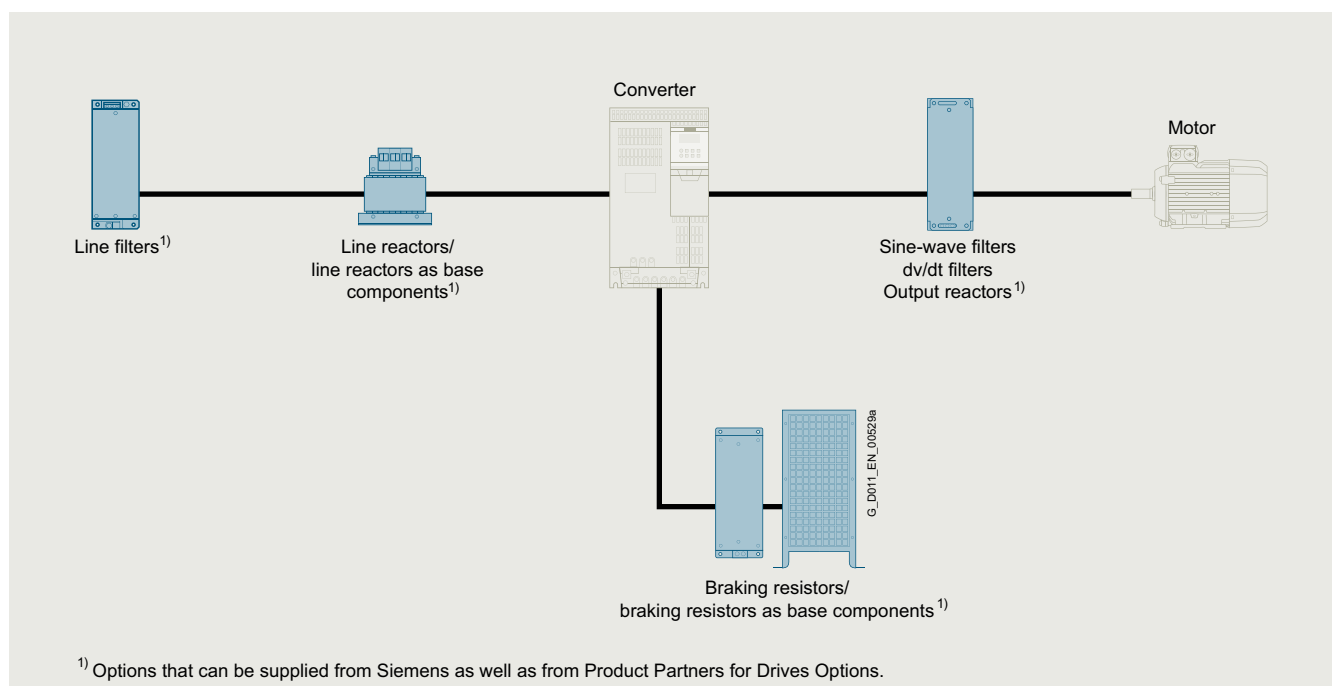 Converter
Motor
Line filters1)
Line reactors/
line reactors as base
components1)
Sine-wave filters
dv/dt filters
Output reactors1)
G_D011_EN_00529a
Braking resistors/
braking resistors as base components1)
1) Options that can be supplied from Siemens as well as from Product Partners for Drives Options.